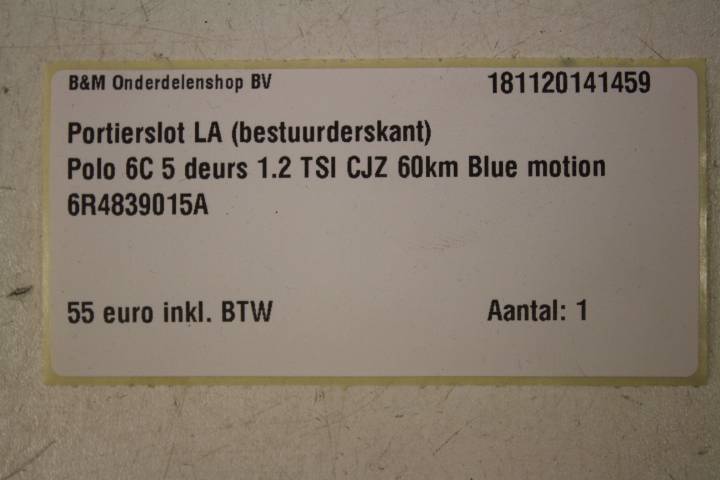 B&M Onderdelenshop BV 181120141459
Portierslot LA (bestuurderskant)
Polo 6C 5 deurs 1.2 TSI CJZ 60km Blue motion
6R4839015A
55 euro inkl. BTW Aantal: 1